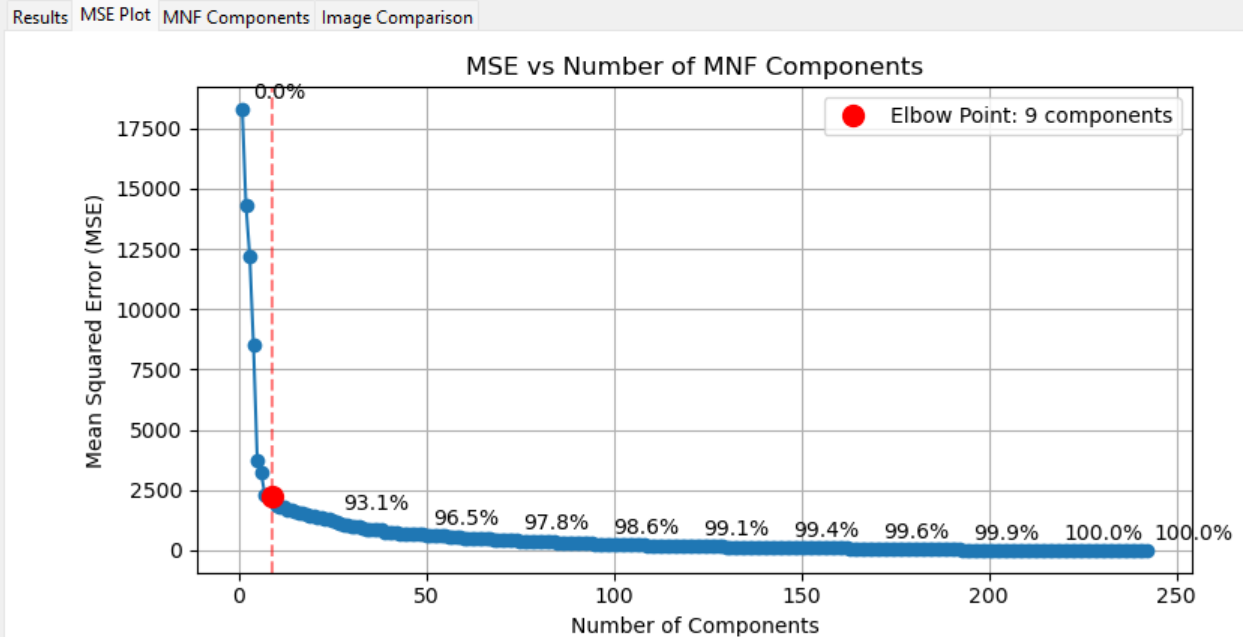 Results MSE Plot MNF Components Image Comparison
MSE vs Number of MNF Components
0.0%
Elbow Point: 9 components
17500
15000
12500
10000
7500
5000
2500
0
Mean Squared Error (MSE)
93.1% 96.5% 97.8% 98.6% 99.1% 99.4% 99.6% 99.9% 100.0% 100.0%
0 50 100 150 200 250
Number of Components